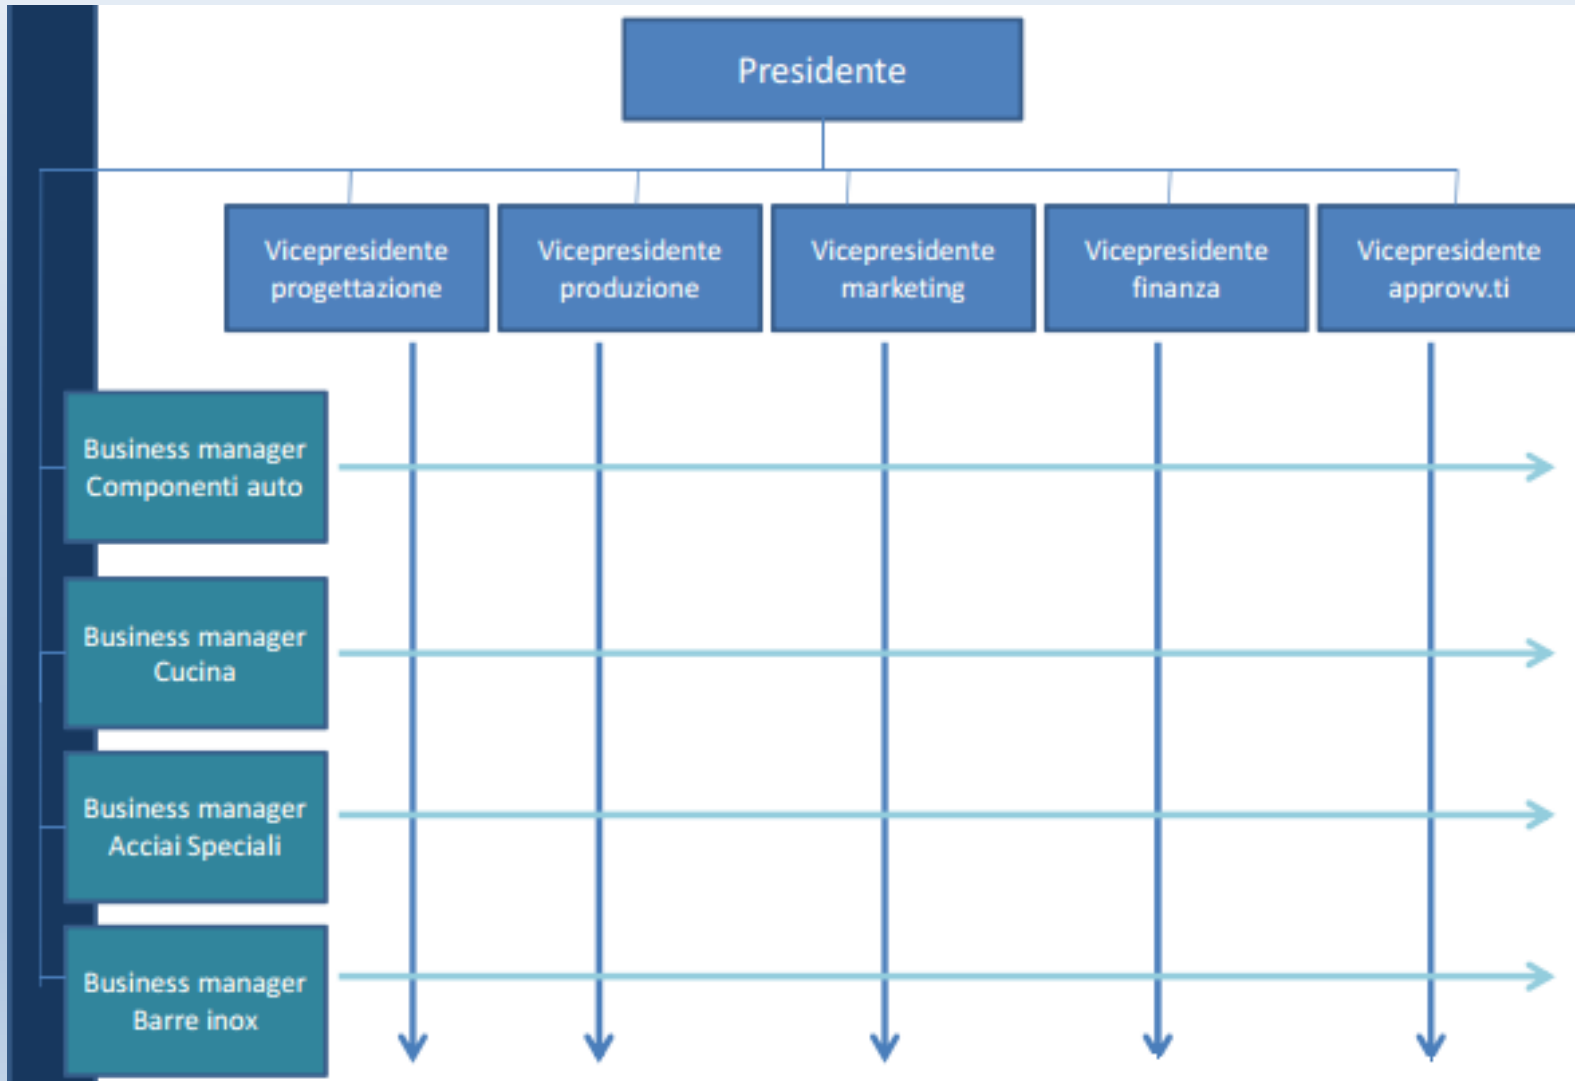 Presidente
Vicepresidente
progettazione
Vicepresidente
produzione
Vicepresidente
marketing
Vicepresidente
finanza
Vicepresidente
approvv.ti
Business manager
Componenti auto
Business manager
Cucina
Business manager
Acciai Speciali
Business manager
Barre inox